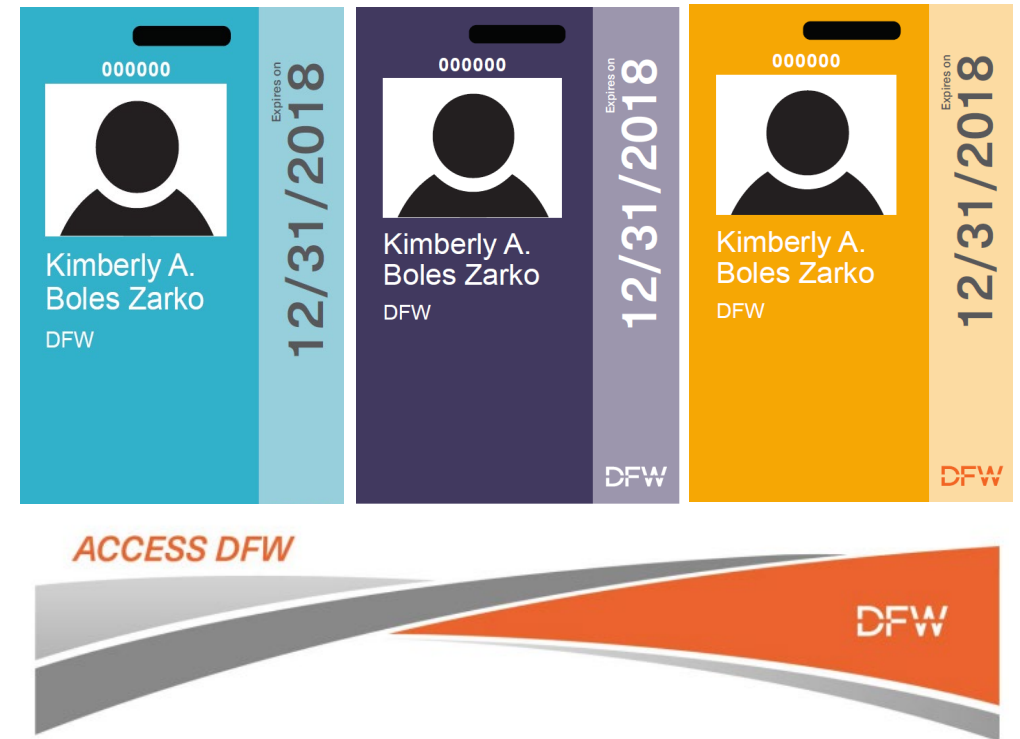 000000
Expires on
12/31/2018
Kimberly A.
Boles Zarko
DFW
000000
Expires on
12/31/2018
Kimberly A.
Boles Zarko
DFW
DFW
000000
Expires on
12/31/2018
Kimberly A.
Boles Zarko
DFW
DFW
ACCESS DFW
DFW